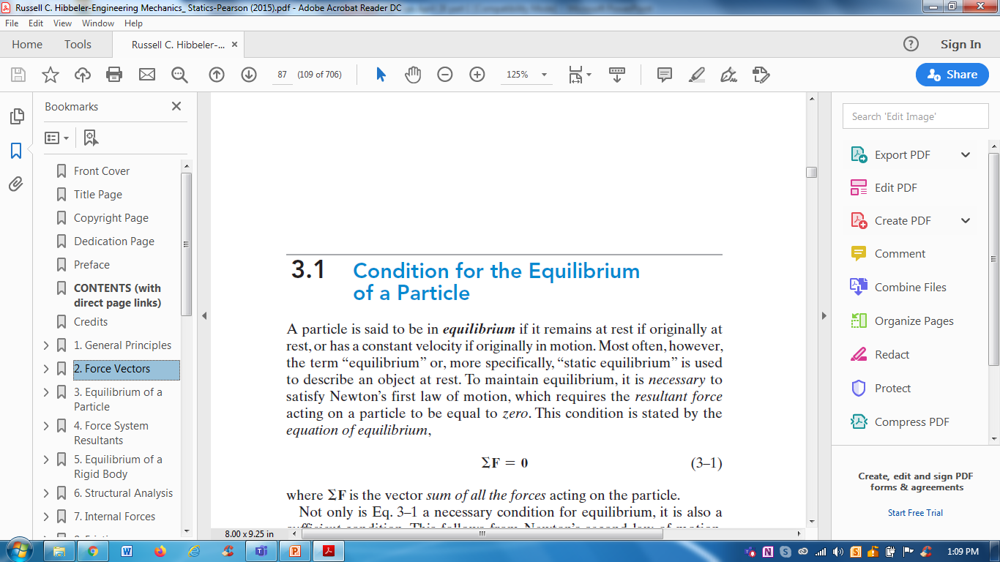 Russell C. Hibbeler-Engineering Mechanics_ Statics-Pearson (2015).pdf - Adobe Acrobat Reader DC
File Edit View Window Help
Home Tools Russell C. Hibbeler-... × Sign In
87 (109 of 706) 125% Share
Bookmarks
Front Cover
Title Page
Copyright Page
Dedication Page
Preface
CONTENTS (with
direct page links)
Credits
1. General Principles
2. Force Vectors
3. Equilibrium of a
Particle
4. Force System
Resultants
5. Equilibrium of a
Rigid Body
6. Structural Analysis
7. Internal Forces
3.1 Condition for the Equilibrium
of a Particle
A particle is said to be in equilibrium if it remains at rest if originally at
rest, or has a constant velocity if originally in motion. Most often, however,
the term “equilibrium” or, more specifically, “static equilibrium” is used
to describe an object at rest. To maintain equilibrium, it is necessary to
satisfy Newton’s first law of motion, which requires the resultant force
acting on a particle to be equal to zero. This condition is stated by the
equation of equilibrium,
ΣF = 0 (3–1)
where ΣF is the vector sum of all the forces acting on the particle.
Not only is Eq. 3–1 a necessary condition for equilibrium, it is also a
sufficient condition. This follows from Newton’s second law of motion,
8.00 x 9.25 in
Search 'Edit Image'
Export PDF
Edit PDF
Create PDF
Comment
Combine Files
Organize Pages
Redact
Protect
Compress PDF
Create, edit and sign PDF
forms & agreements
Start Free Trial
1:09 PM